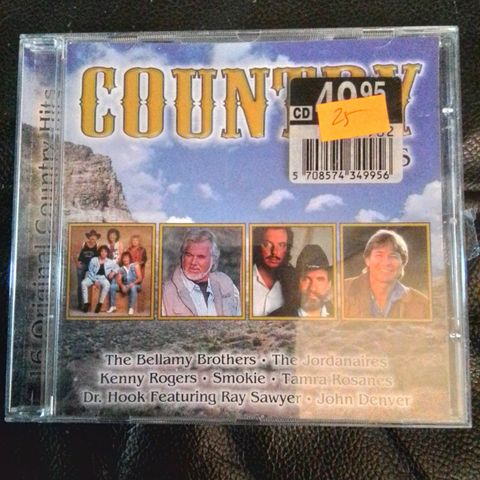 COUNTRY
CD 49.95
25
5 708574 349956
16 Original Country Hits
The Bellamy Brothers • The Jordanaires
Kenny Rogers • Smokie • Tamra Rosanes
Dr. Hook Featuring Ray Sawyer • John Denver